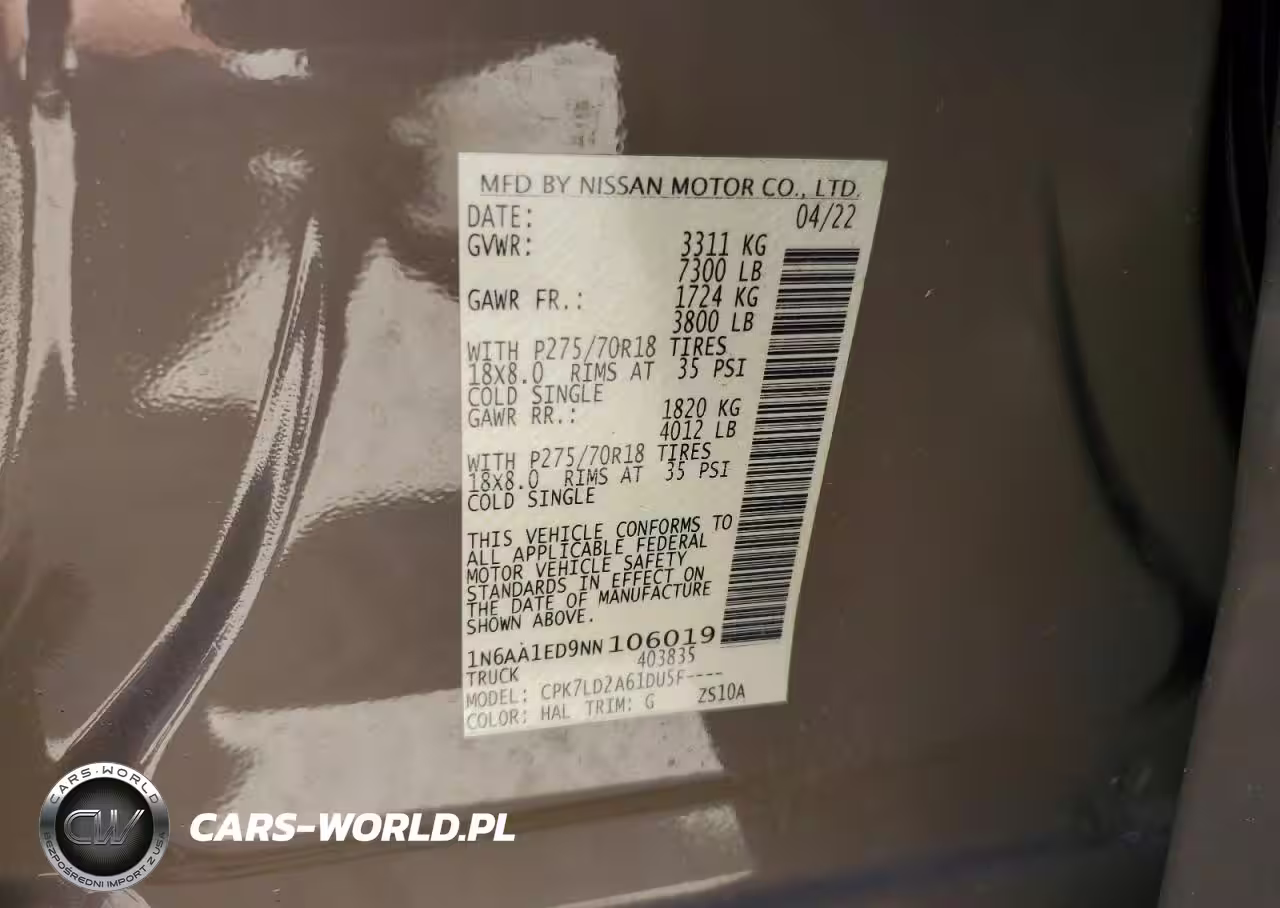 MFD BY NISSAN MOTOR CO., LTD.
DATE: 04/22
GVWR: 3311 KG
7300 LB
GAWR FR.: 1724 KG
3800 LB
WITH P275/70R18 TIRES
18X8.0 RIMS AT 35 PSI
COLD SINGLE
GAWR RR.: 1820 KG
4012 LB
WITH P275/70R18 TIRES
18X8.0 RIMS AT 35 PSI
COLD SINGLE
THIS VEHICLE CONFORMS TO
ALL APPLICABLE FEDERAL
MOTOR VEHICLE SAFETY
STANDARDS IN EFFECT ON
THE DATE OF MANUFACTURE
SHOWN ABOVE.
1N6AA1ED9NN106019
TRUCK 403835
MODEL: CPK7LD2A61DU5F----
COLOR: HAL TRIM: G ZS10A
CARS-WORLD
CW
BEZPOŚREDNI IMPORT Z USA
CARS-WORLD.PL